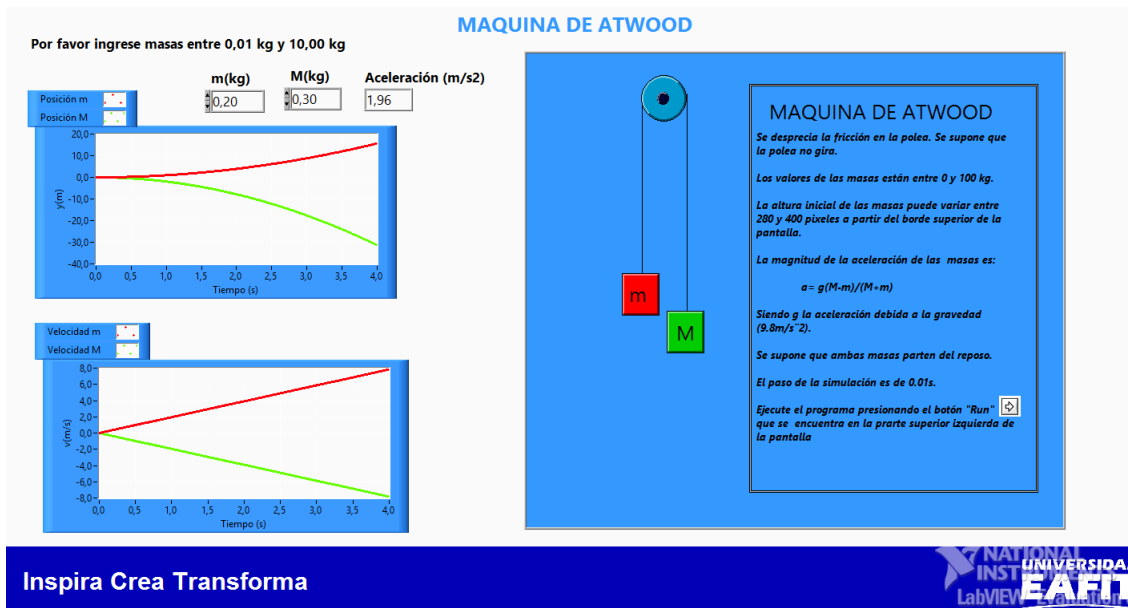 MAQUINA DE ATWOOD
Por favor ingrese masas entre 0,01 kg y 10,00 kg
m(kg)
M(kg)
Aceleración (m/s2)
0,20
0,30
1,96
Posición m
Posición M
20,0
10,0
0,0
-10,0
-20,0
-30,0
-40,0
y(m)
0,0 0,5 1,0 1,5 2,0 2,5 3,0 3,5 4,0
Tiempo (s)
Velocidad m
Velocidad M
8,0
6,0
4,0
2,0
0,0
-2,0
-4,0
-6,0
-8,0
v(m/s)
0,0 0,5 1,0 1,5 2,0 2,5 3,0 3,5 4,0
Tiempo (s)
m
M
MAQUINA DE ATWOOD
Se desprecia la fricción en la polea. Se supone que
la polea no gira.
Los valores de las masas están entre 0 y 100 kg.
La altura inicial de las masas puede variar entre
280 y 400 pixeles a partir del borde superior de la
pantalla.
La magnitud de la aceleración de las masas es:
a= g(M-m)/(M+m)
Siendo g la aceleración debida a la gravedad
(9.8m/s¨2).
Se supone que ambas masas parten del reposo.
El paso de la simulación es de 0.01s.
Ejecute el programa presionando el botón "Run"
que se encuentra en la prarte superior izquierda de
la pantalla
Inspira Crea Transforma
NATIONAL
INSTRUMENTS
LabVIEW Evaluation
UNIVERSIDA
EAFIT